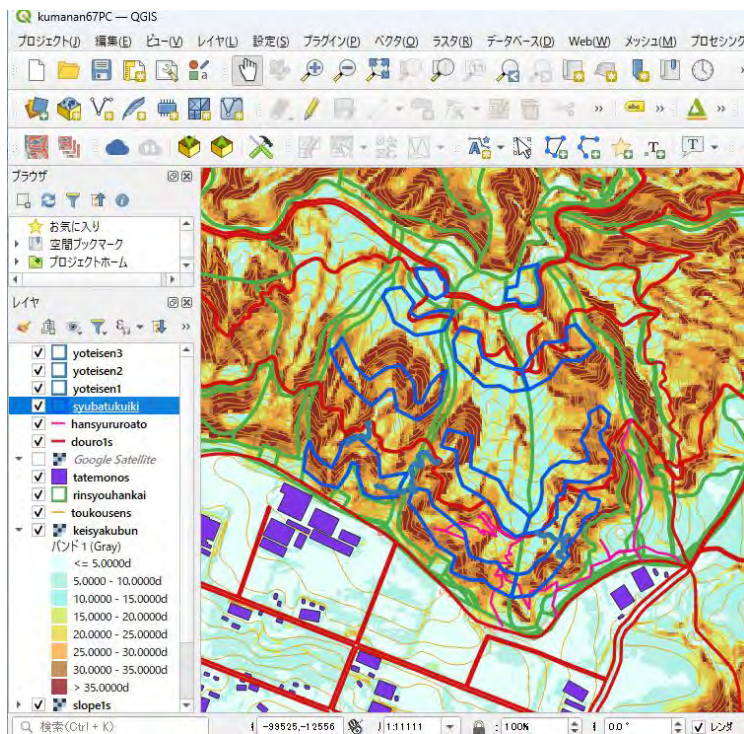 kumanan67PC — QGIS
プロジェクト(J) 編集(E) ビュー(V) レイヤ(L) 設定(S) プラグイン(P) ベクタ(O) ラスタ(R) データベース(D) Web(W) メッシュ(M) プロセシング
ブラウザ
お気に入り
空間ブックマーク
プロジェクトホーム
レイヤ
yoteisen3
yoteisen2
yoteisen1
syubatukuiki
hansyururoato
douro1s
Google Satellite
tatemonos
rinsyouhankai
toukousens
keisyakubun
バンド 1 (Gray)
<= 5.0000d
5.0000 - 10.0000d
10.0000 - 15.0000d
15.0000 - 20.0000d
20.0000 - 25.0000d
25.0000 - 30.0000d
30.0000 - 35.0000d
> 35.0000d
slope1s
検索(Ctrl + K) -99525,-12556 1:11111 100% 0.0 ° レンダ